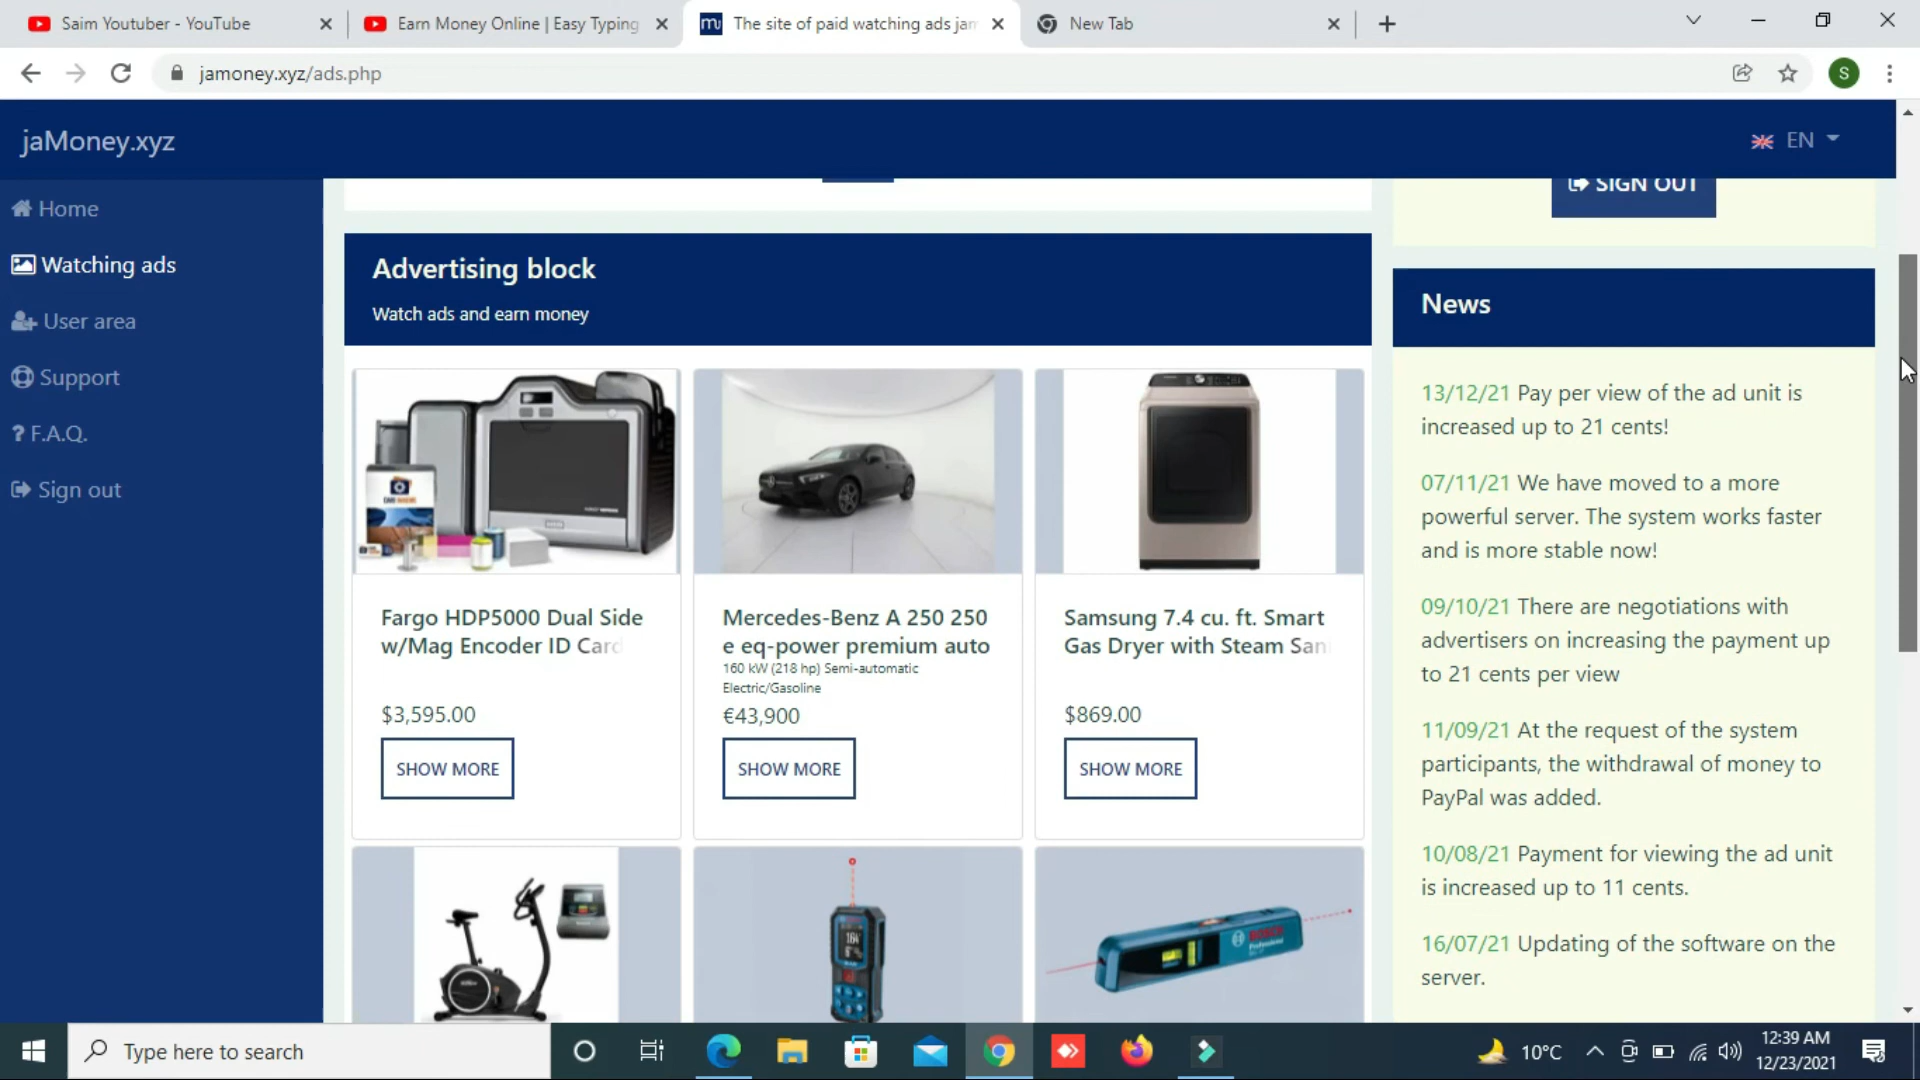 Saim Youtuber - YouTube
Earn Money Online | Easy Typing
The site of paid watching ads jam
New Tab
jamoney.xyz/ads.php
S
jaMoney.xyz
EN
Home
Watching ads
User area
Support
? F.A.Q.
Sign out
SIGN OUT
Advertising block
Watch ads and earn money
Fargo HDP5000 Dual Side
w/Mag Encoder ID Card
$3,595.00
SHOW MORE
Mercedes-Benz A 250 250
e eq-power premium auto
160 kW (218 hp) Semi-automatic
Electric/Gasoline
€43,900
SHOW MORE
Samsung 7.4 cu. ft. Smart
Gas Dryer with Steam San
$869.00
SHOW MORE
BOSCH
Professional
News
13/12/21 Pay per view of the ad unit is
increased up to 21 cents!
07/11/21 We have moved to a more
powerful server. The system works faster
and is more stable now!
09/10/21 There are negotiations with
advertisers on increasing the payment up
to 21 cents per view
11/09/21 At the request of the system
participants, the withdrawal of money to
PayPal was added.
10/08/21 Payment for viewing the ad unit
is increased up to 11 cents.
16/07/21 Updating of the software on the
server.
Type here to search
10°C
12:39 AM
12/23/2021